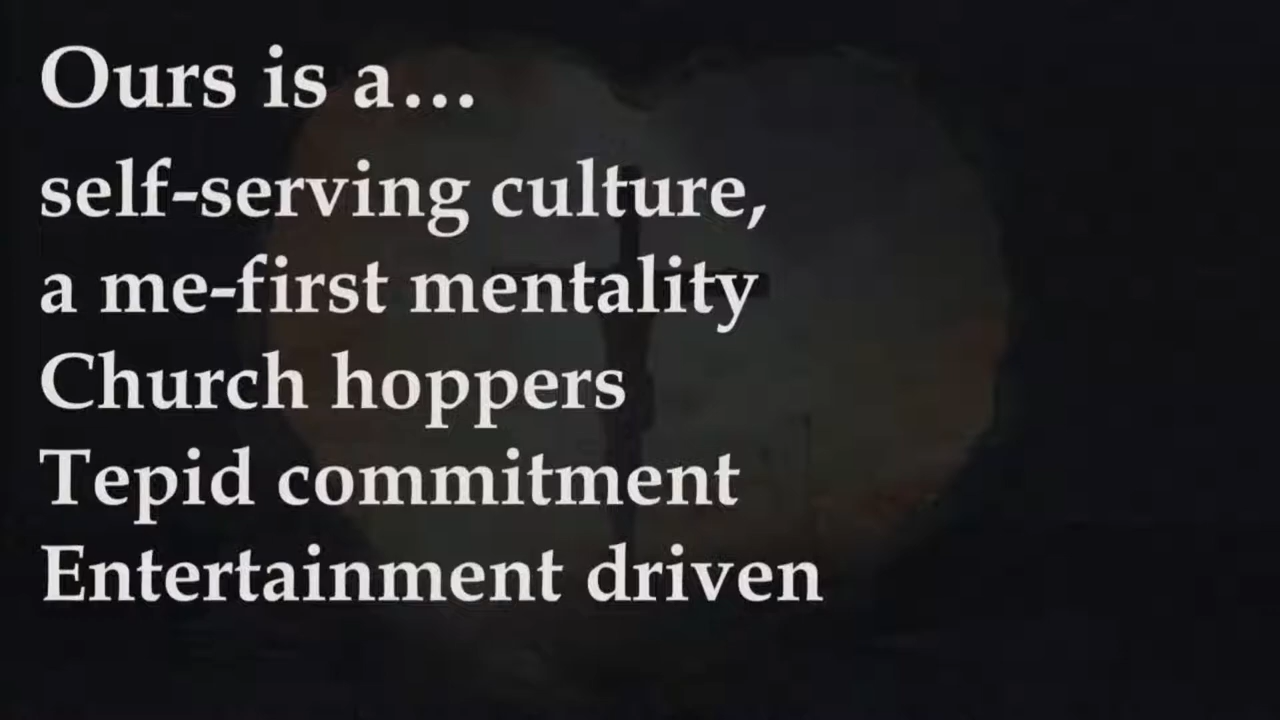 Ours is a…
self-serving culture,
a me-first mentality
Church hoppers
Tepid commitment
Entertainment driven